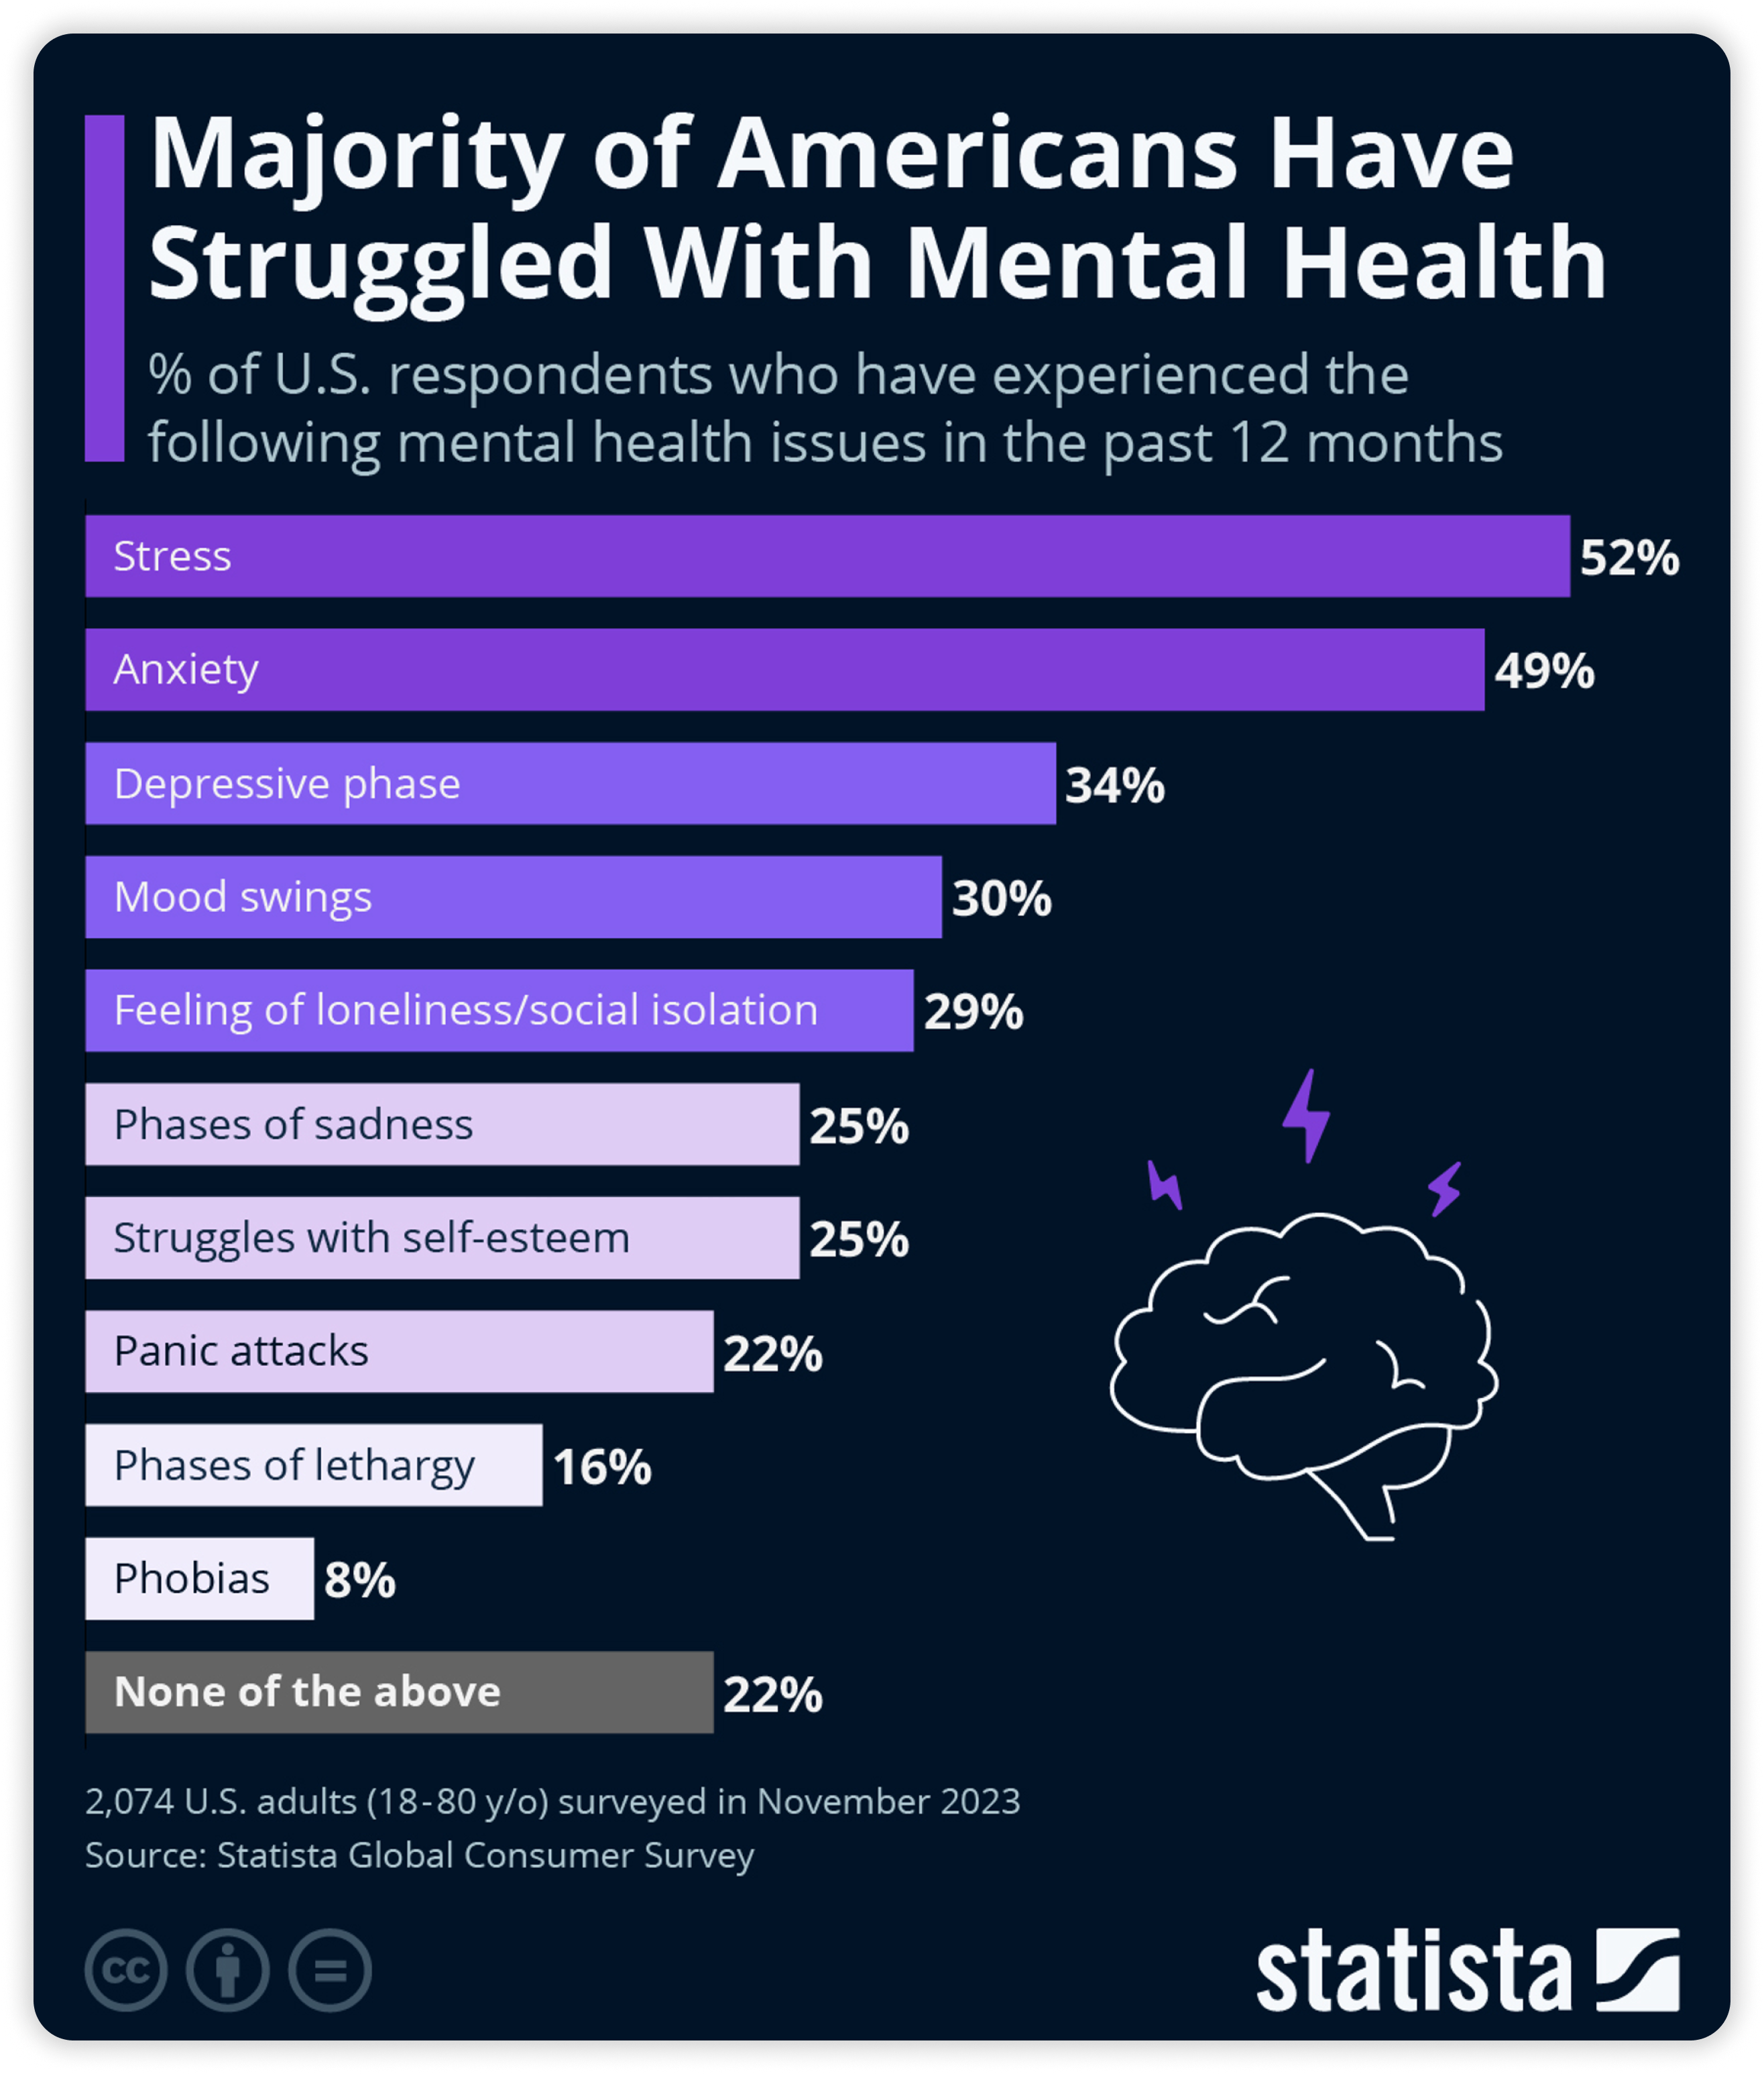 Majority of Americans Have
Struggled With Mental Health
% of U.S. respondents who have experienced the
following mental health issues in the past 12 months
Stress 52%
Anxiety 49%
Depressive phase 34%
Mood swings 30%
Feeling of loneliness/social isolation 29%
Phases of sadness 25%
Struggles with self-esteem 25%
Panic attacks 22%
Phases of lethargy 16%
Phobias 8%
None of the above 22%
2,074 U.S. adults (18-80 y/o) surveyed in November 2023
Source: Statista Global Consumer Survey
cc = statista